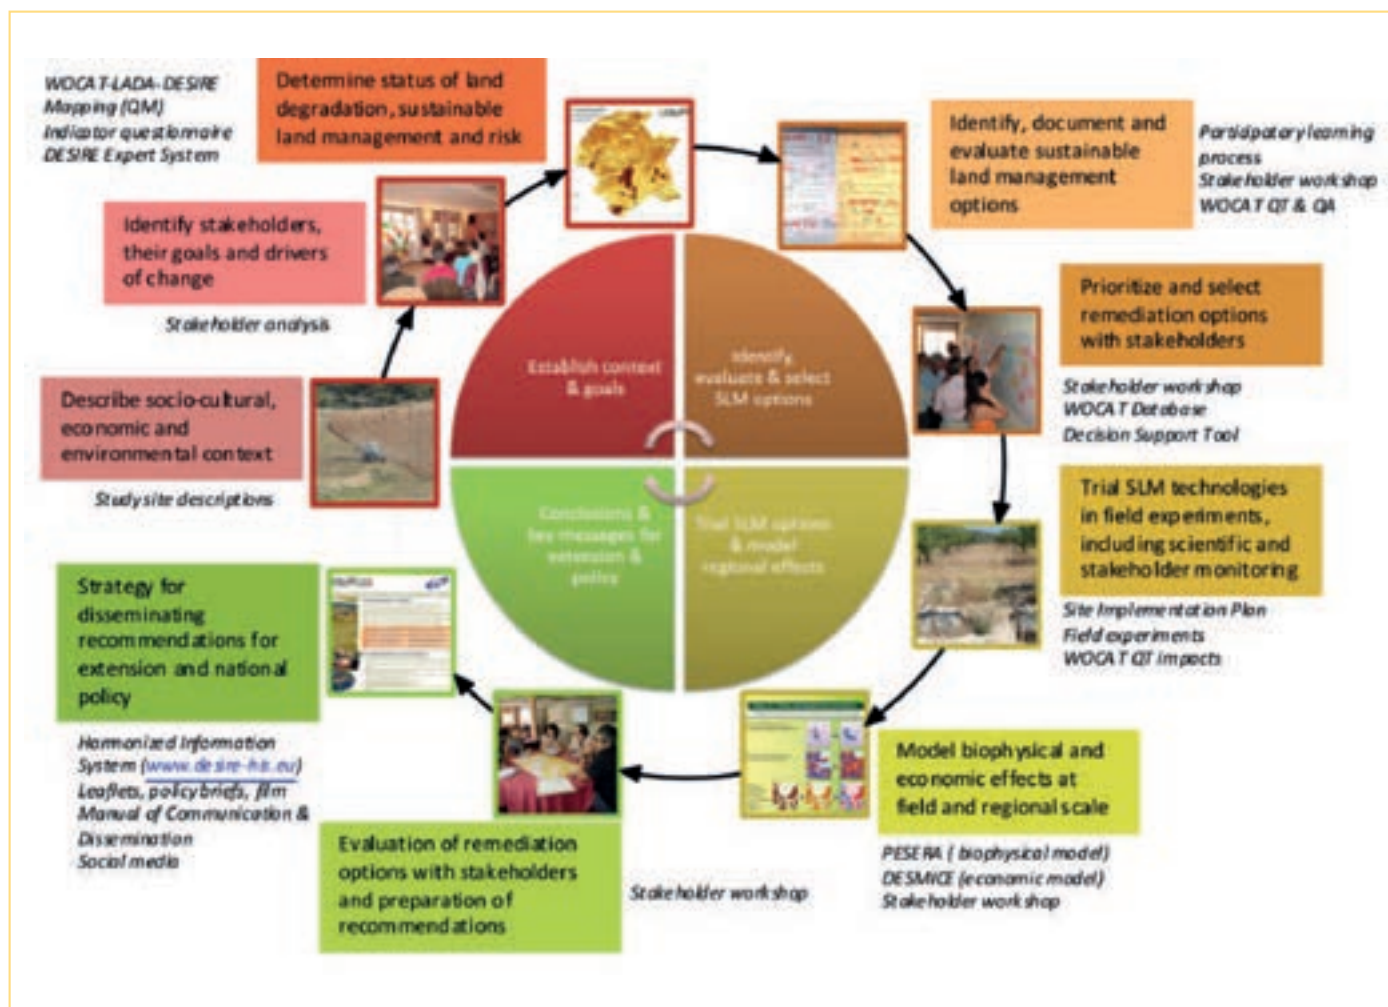 WOCAT-LADA-DESIRE
Mapping (QM)
Indicator questionnaire
DESIRE Expert System
Determine status of land
degradation, sustainable
land management and risk
Identify, document and
evaluate sustainable
land management
options
Participatory learning
process
Stakeholder workshop
WOCAT QT & QA
Identify stakeholders,
their goals and drivers
of change
Stakeholder analysis
Prioritize and select
remediation options
with stakeholders
Stakeholder workshop
WOCAT Database
Decision Support Tool
Establish context
& goals
Identify,
evaluate & select
SLM options
Describe socio-cultural,
economic and
environmental context
Study site descriptions
Trial SLM technologies
in field experiments,
including scientific and
stakeholder monitoring
Site Implementation Plan
Field experiments
WOCAT QT impacts
Conclusions &
key messages for
extension &
policy
Trial SLM options
& model
regional effects
Strategy for
disseminating
recommendations for
extension and national
policy
Harmonized Information
System (www.desire-his.eu)
Leaflets, policy briefs, film
Manual of Communication &
Dissemination
Social media
Model biophysical and
economic effects at
field and regional scale
PESERA ( biophysical model)
DESMICE (economic model)
Stakeholder workshop
Evaluation of remediation
options with stakeholders
and preparation of
recommendations
Stakeholder workshop